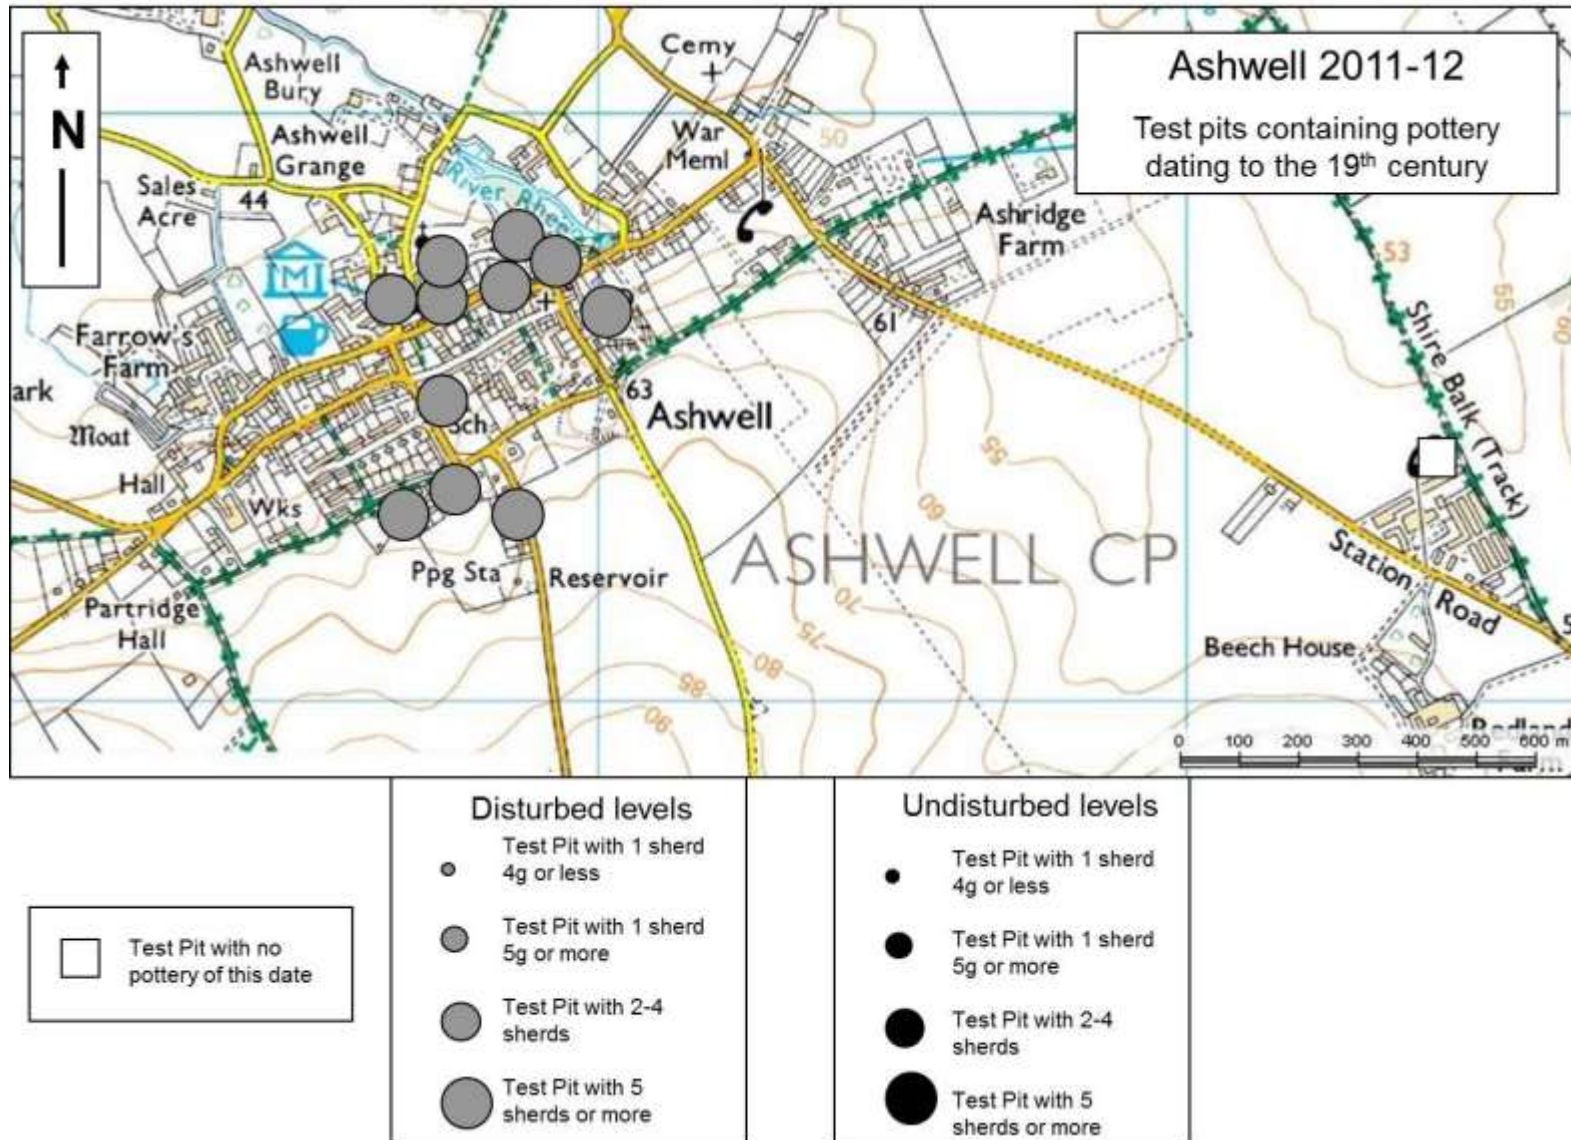 Ashwell 2011-12
Test pits containing pottery
dating to the 19th century
N
Cemy
Ashwell
Bury
Ashwell
Grange
War
Meml
50
River Rhee
Sales
Acre
44
Ashridge
Farm
53
55
60
M
Farrow's
Farm
61
Shire Balk (Track)
ark
Moat
63
Ashwell
Sch
55
Hall
Wks
60
ASHWELL CP
Station Road
Ppg Sta
Reservoir
70
75
Partridge
Hall
80
85
90
Beech House
5
0 100 200 300 400 500 600 m
Disturbed levels
Test Pit with 1 sherd
4g or less
Test Pit with 1 sherd
5g or more
Test Pit with 2-4
sherds
Test Pit with 5
sherds or more
Undisturbed levels
Test Pit with 1 sherd
4g or less
Test Pit with 1 sherd
5g or more
Test Pit with 2-4
sherds
Test Pit with 5
sherds or more
Test Pit with no
pottery of this date